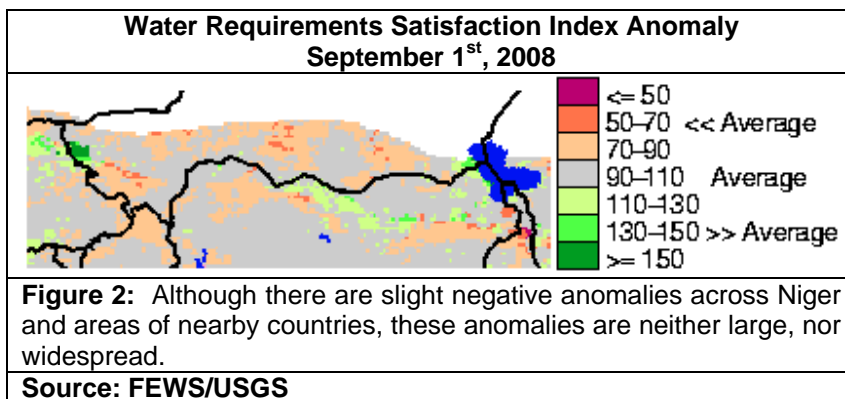 Water Requirements Satisfaction Index Anomaly
September 1st, 2008
<= 50
50-70 << Average
70-90
90-110 Average
110-130
130-150 >> Average
>= 150
Figure 2: Although there are slight negative anomalies across Niger
and areas of nearby countries, these anomalies are neither large, nor
widespread.
Source: FEWS/USGS